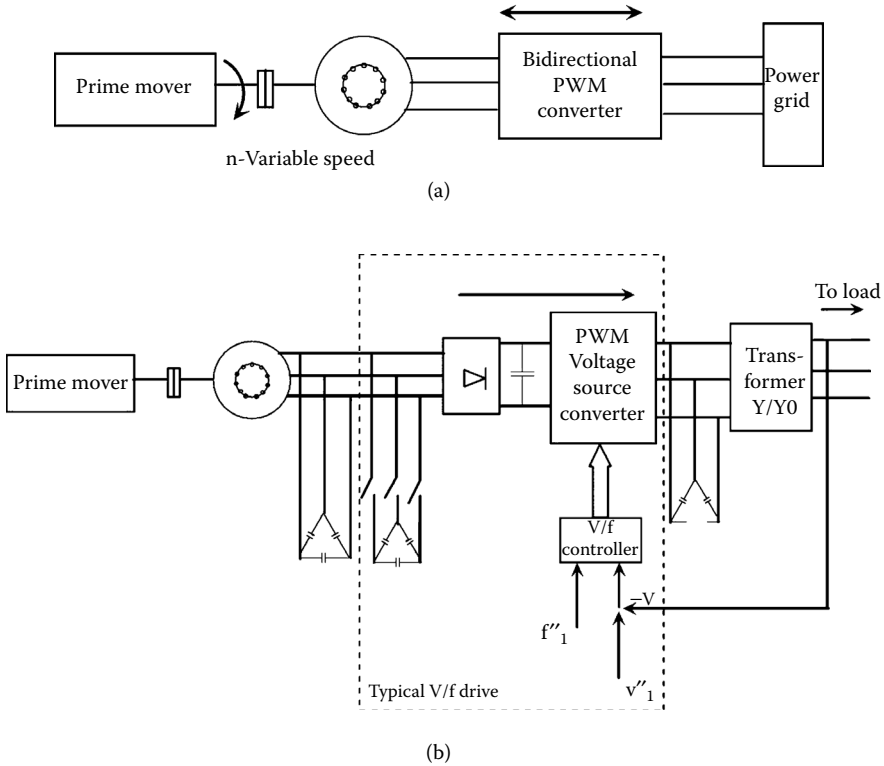 Prime mover
n-Variable speed
Bidirectional
PWM
converter
Power
grid
(a)
Prime mover
PWM
Voltage
source
converter
Trans-
former
Y/Y0
To load
V/f
controller
–V
f″1
v″1
Typical V/f drive
(b)